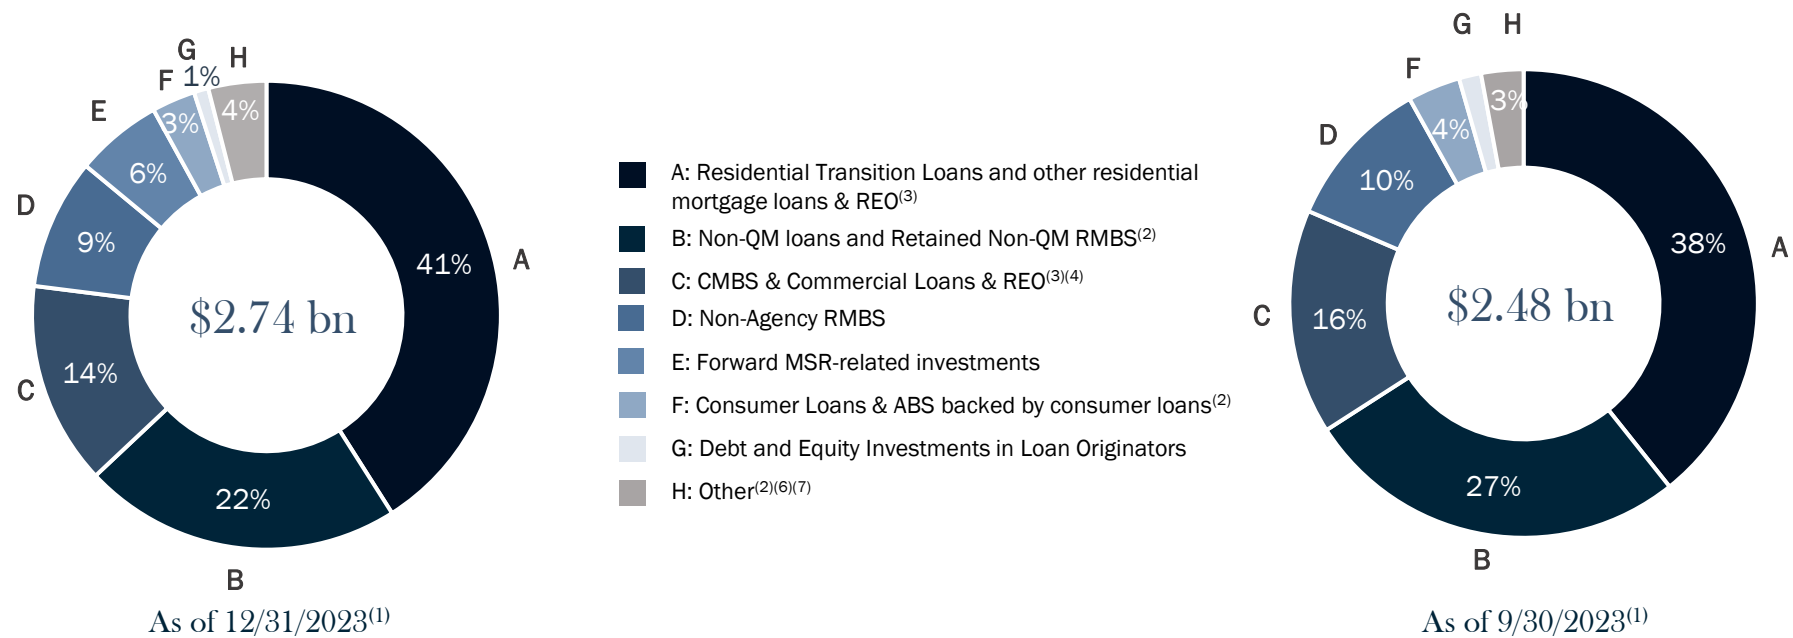 G
H
F
1%
E
4%
3%
6%
D
9%
41%
A
$2.74 bn
14%
C
22%
B
As of 12/31/2023(1)
A: Residential Transition Loans and other residential
mortgage loans & REO(3)
B: Non-QM loans and Retained Non-QM RMBS(2)
C: CMBS & Commercial Loans & REO(3)(4)
D: Non-Agency RMBS
E: Forward MSR-related investments
F: Consumer Loans & ABS backed by consumer loans(2)
G: Debt and Equity Investments in Loan Originators
H: Other(2)(6)(7)
G
H
F
3%
4%
D
10%
38%
A
$2.48 bn
C
16%
27%
B
As of 9/30/2023(1)